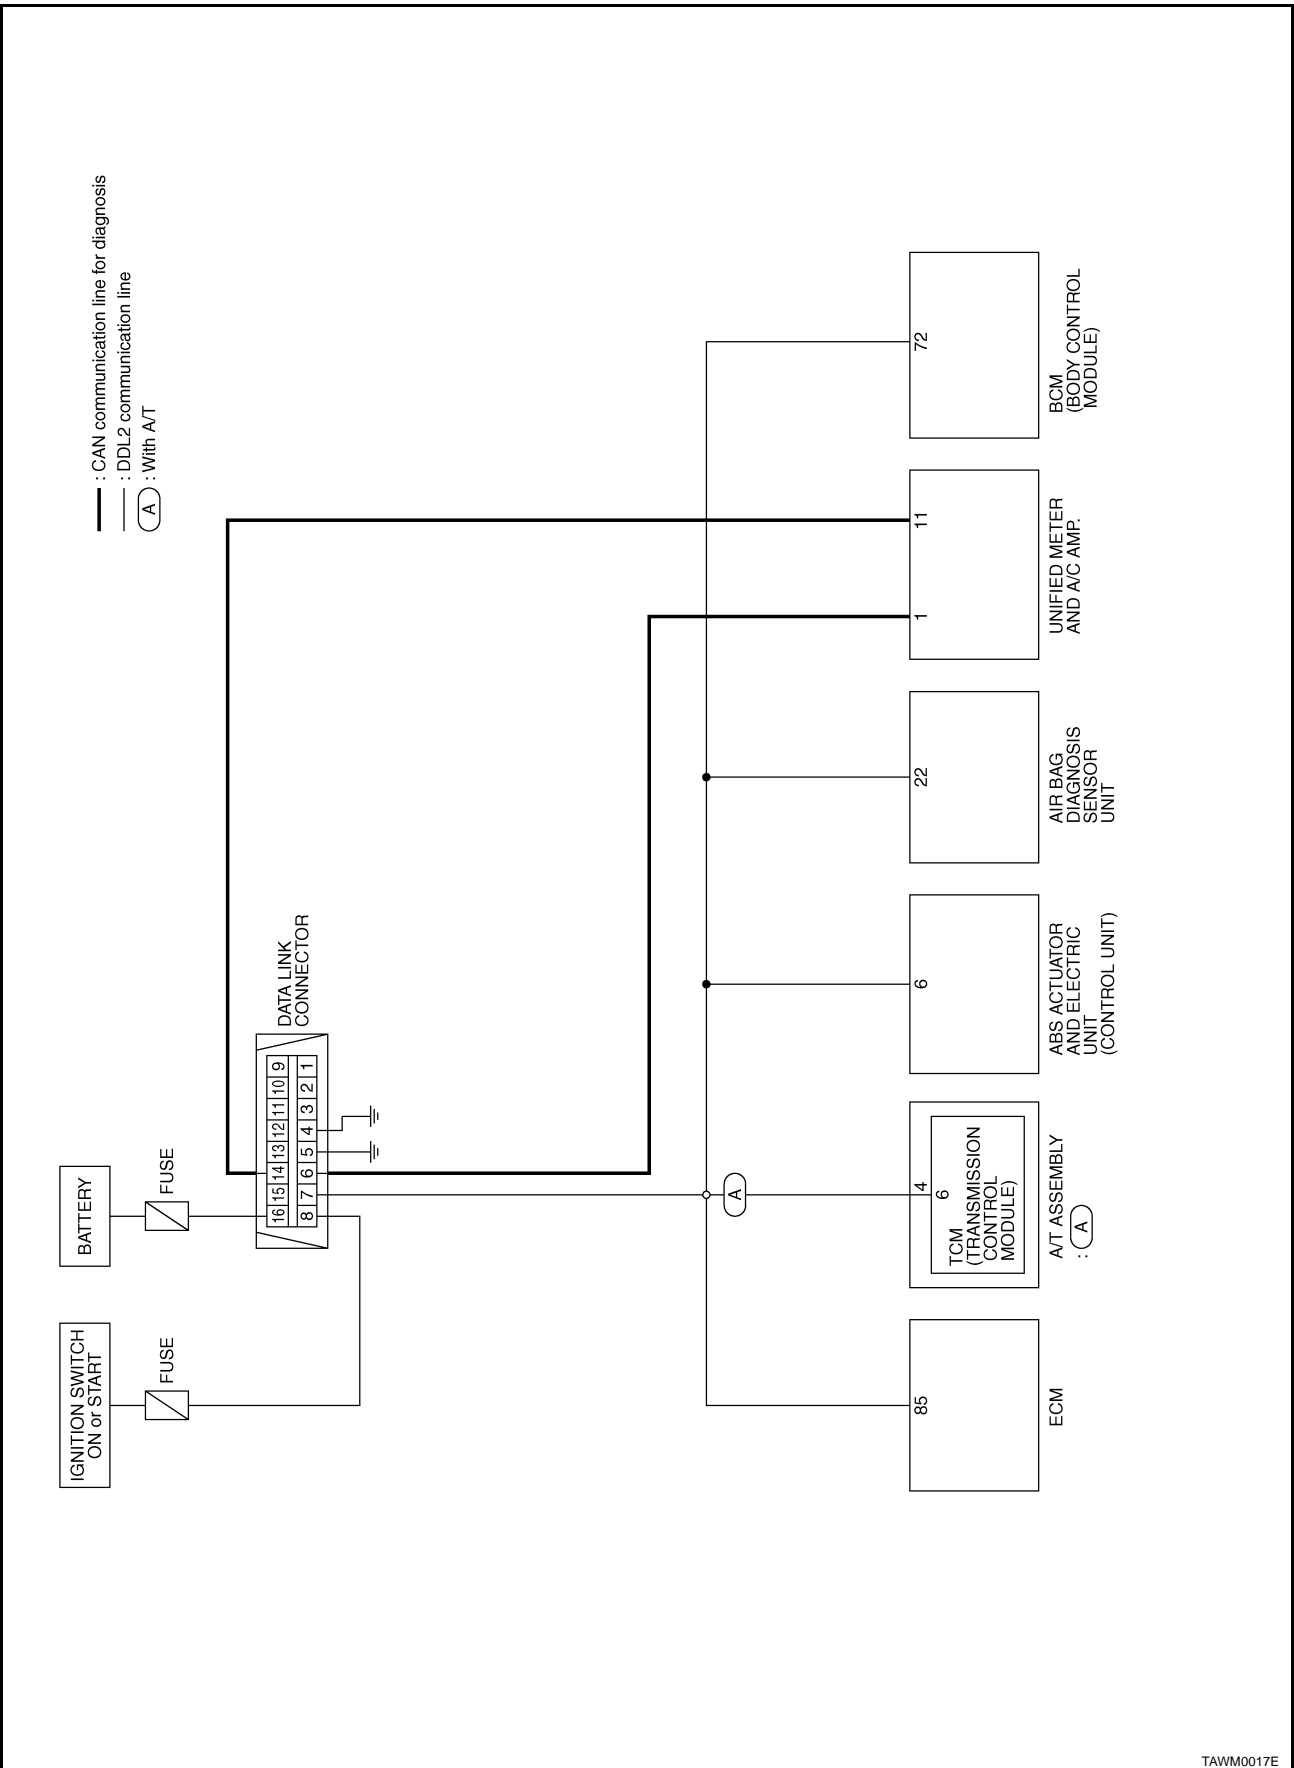 : CAN communication line for diagnosis
: DDL2 communication line
A : With A/T
IGNITION SWITCH
ON or START
BATTERY
FUSE
FUSE
DATA LINK
CONNECTOR
16 15 14 13 12 11 10 9
8 7 6 5 4 3 2 1
A
85
4
6
6
22
1
11
72
TCM
(TRANSMISSION
CONTROL
MODULE)
ECM
A/T ASSEMBLY
: A
ABS ACTUATOR
AND ELECTRIC
UNIT
(CONTROL UNIT)
AIR BAG
DIAGNOSIS
SENSOR
UNIT
UNIFIED METER
AND A/C AMP.
BCM
(BODY CONTROL
MODULE)
TAWM0017E